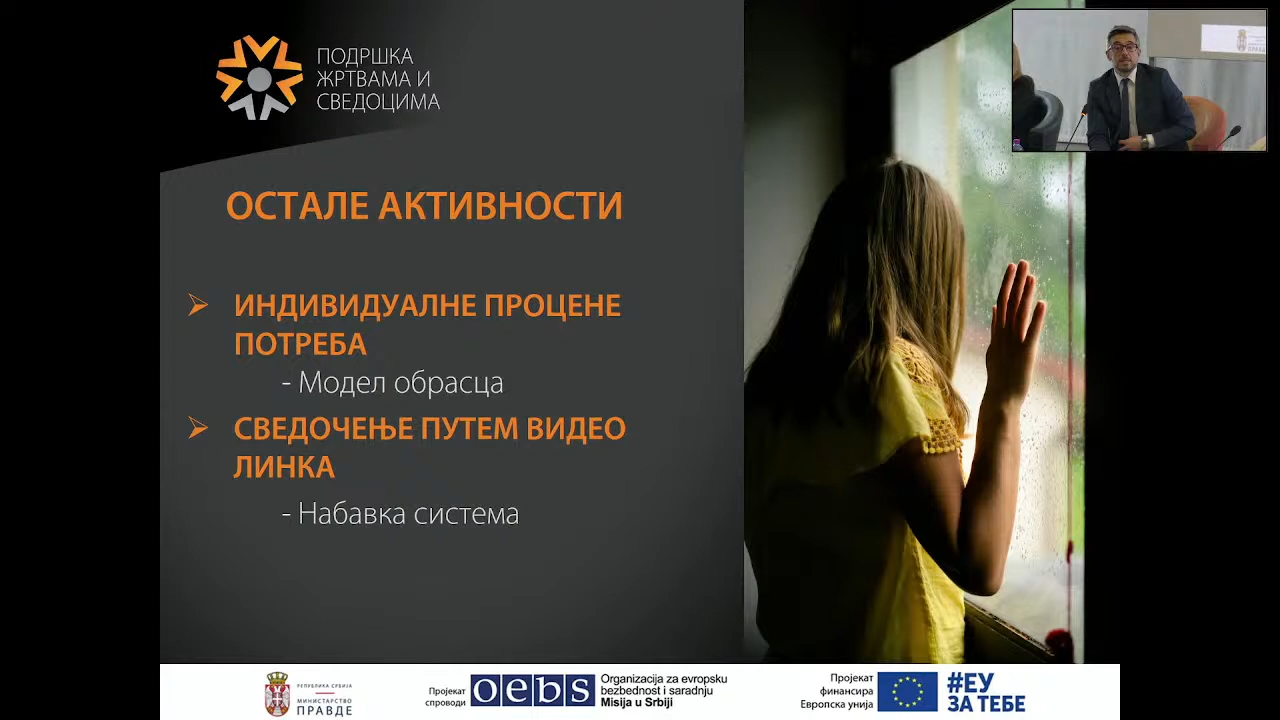 ПОДРШКА
ЖРТВАМА И
СВЕДОЦИМА
ОСТАЛЕ АКТИВНОСТИ
➢ ИНДИВИДУАЛНЕ ПРОЦЕНЕ
ПОТРЕБА
- Модел обрасца
➢ СВЕДОЧЕЊЕ ПУТЕМ ВИДЕО
ЛИНКА
- Набавка система
РЕПУБЛИКА СРБИЈА
МИНИСТАРСТВО
ПРАВДЕ
Пројекат
спроводи
oebs
Organizacija za evropsku
bezbednost i saradnju
Misija u Srbiji
Пројекат
финансира
Европска унија
#ЕУ
ЗА ТЕБЕ
ПРАВДЕ